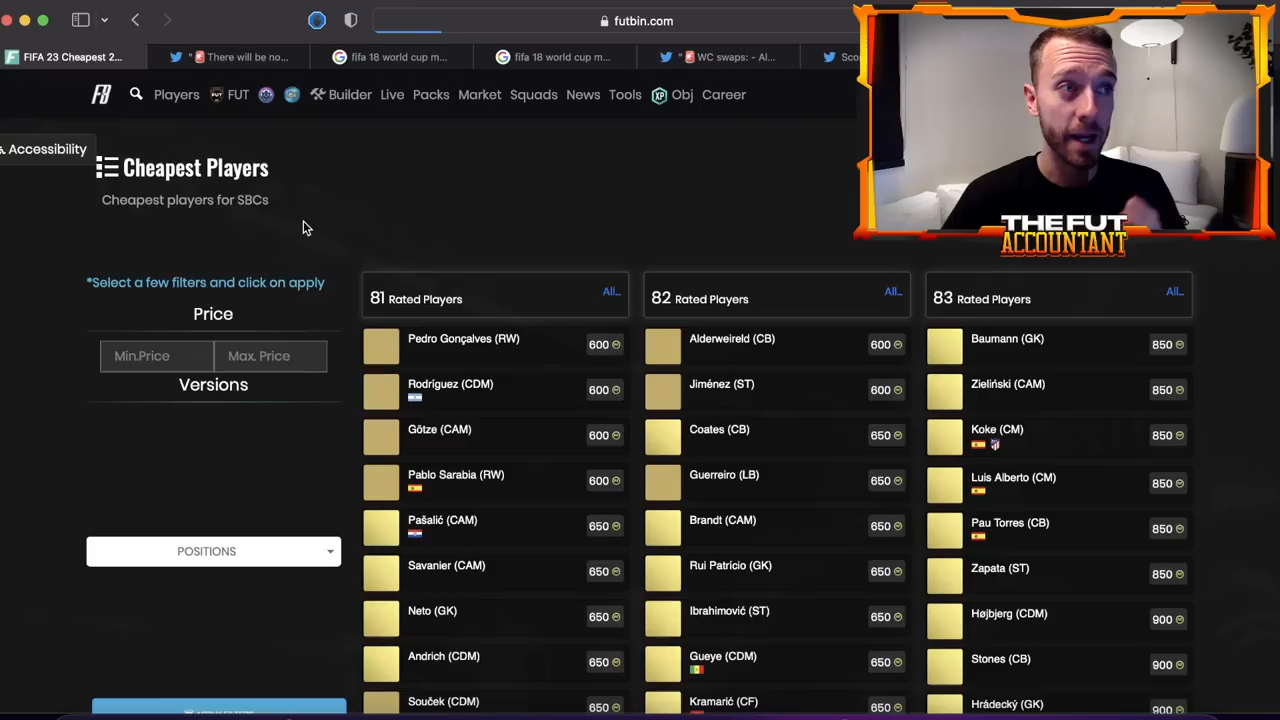 futbin.com
FIFA 23 Cheapest 2...
"🚨There will be no...
fifa 18 world cup m...
fifa 18 world cup m...
"🚨WC swaps: - Al...
Players
FUT
Builder
Live
Packs
Market
Squads
News
Tools
XP Obj
Career
Accessibility
Cheapest Players
Cheapest players for SBCs
THE FUT
ACCOUNTANT
*Select a few filters and click on apply
Price
Min.Price
Max. Price
Versions
POSITIONS
81 Rated Players
All...
Pedro Gonçalves (RW) 600
Rodríguez (CDM) 600
Götze (CAM) 600
Pablo Sarabia (RW) 600
Pašalić (CAM) 650
Savanier (CAM) 650
Neto (GK) 650
Andrich (CDM) 650
Souček (CDM) 650
82 Rated Players
All...
Alderweireld (CB) 600
Jiménez (ST) 600
Coates (CB) 650
Guerreiro (LB) 650
Brandt (CAM) 650
Rui Patrício (GK) 650
Ibrahimović (ST) 650
Gueye (CDM) 650
Kramarić (CF) 650
83 Rated Players
All...
Baumann (GK) 850
Zieliński (CAM) 850
Koke (CM) 850
Luis Alberto (CM) 850
Pau Torres (CB) 850
Zapata (ST) 850
Højbjerg (CDM) 900
Stones (CB) 900
Hrádecký (GK) 900